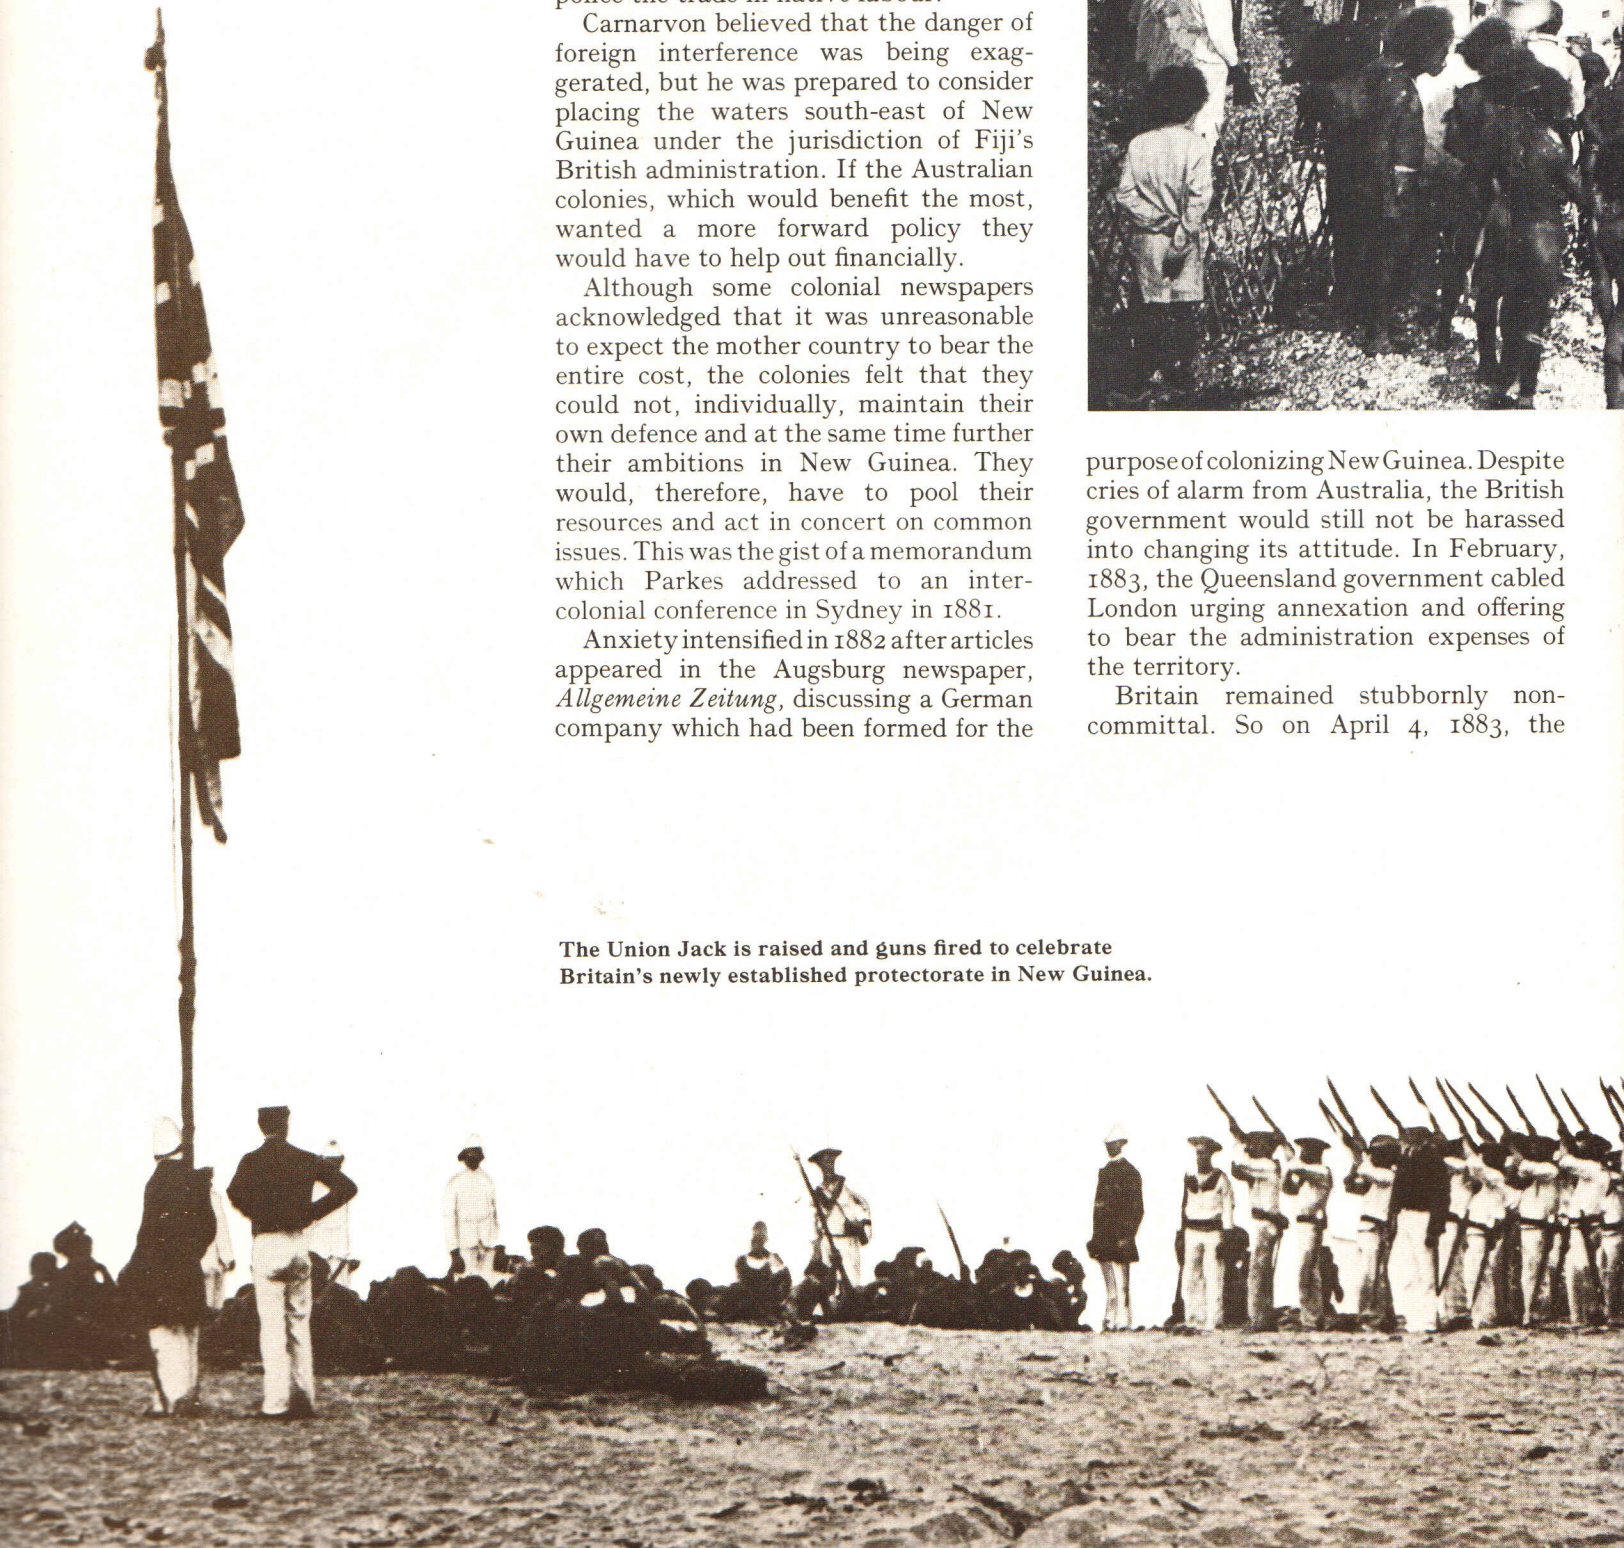 police the trade in native labour.
Carnarvon believed that the danger of
foreign interference was being exag-
gerated, but he was prepared to consider
placing the waters south-east of New
Guinea under the jurisdiction of Fiji's
British administration. If the Australian
colonies, which would benefit the most,
wanted a more forward policy they
would have to help out financially.
Although some colonial newspapers
acknowledged that it was unreasonable
to expect the mother country to bear the
entire cost, the colonies felt that they
could not, individually, maintain their
own defence and at the same time further
their ambitions in New Guinea. They
would, therefore, have to pool their
resources and act in concert on common
issues. This was the gist of a memorandum
which Parkes addressed to an inter-
colonial conference in Sydney in 1881.
Anxiety intensified in 1882 after articles
appeared in the Augsburg newspaper,
Allgemeine Zeitung, discussing a German
company which had been formed for the
purpose of colonizing New Guinea. Despite
cries of alarm from Australia, the British
government would still not be harassed
into changing its attitude. In February,
1883, the Queensland government cabled
London urging annexation and offering
to bear the administration expenses of
the territory.
Britain remained stubbornly non-
committal. So on April 4, 1883, the
The Union Jack is raised and guns fired to celebrate
Britain's newly established protectorate in New Guinea.